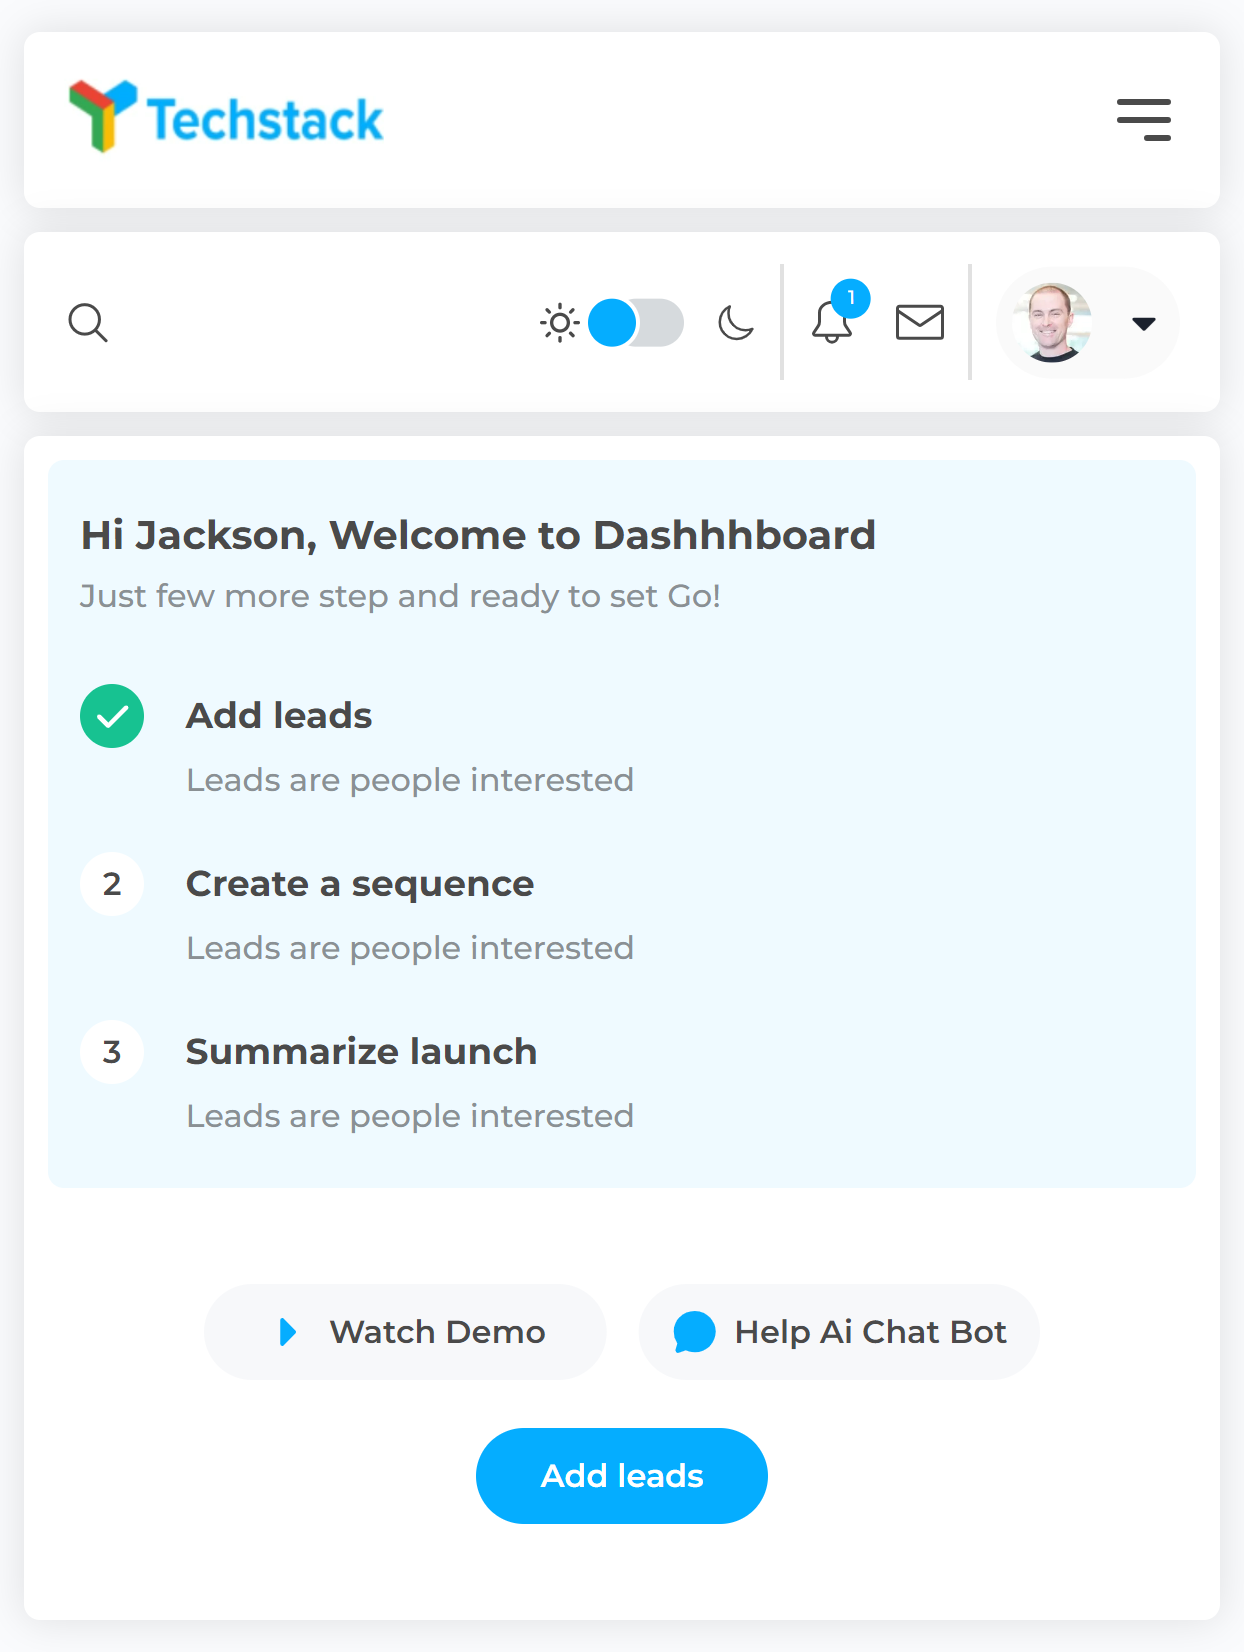 Techstack
1
Hi Jackson, Welcome to Dashhhboard
Just few more step and ready to set Go!
Add leads
Leads are people interested
2 Create a sequence
Leads are people interested
3 Summarize launch
Leads are people interested
Watch Demo
Help Ai Chat Bot
Add leads